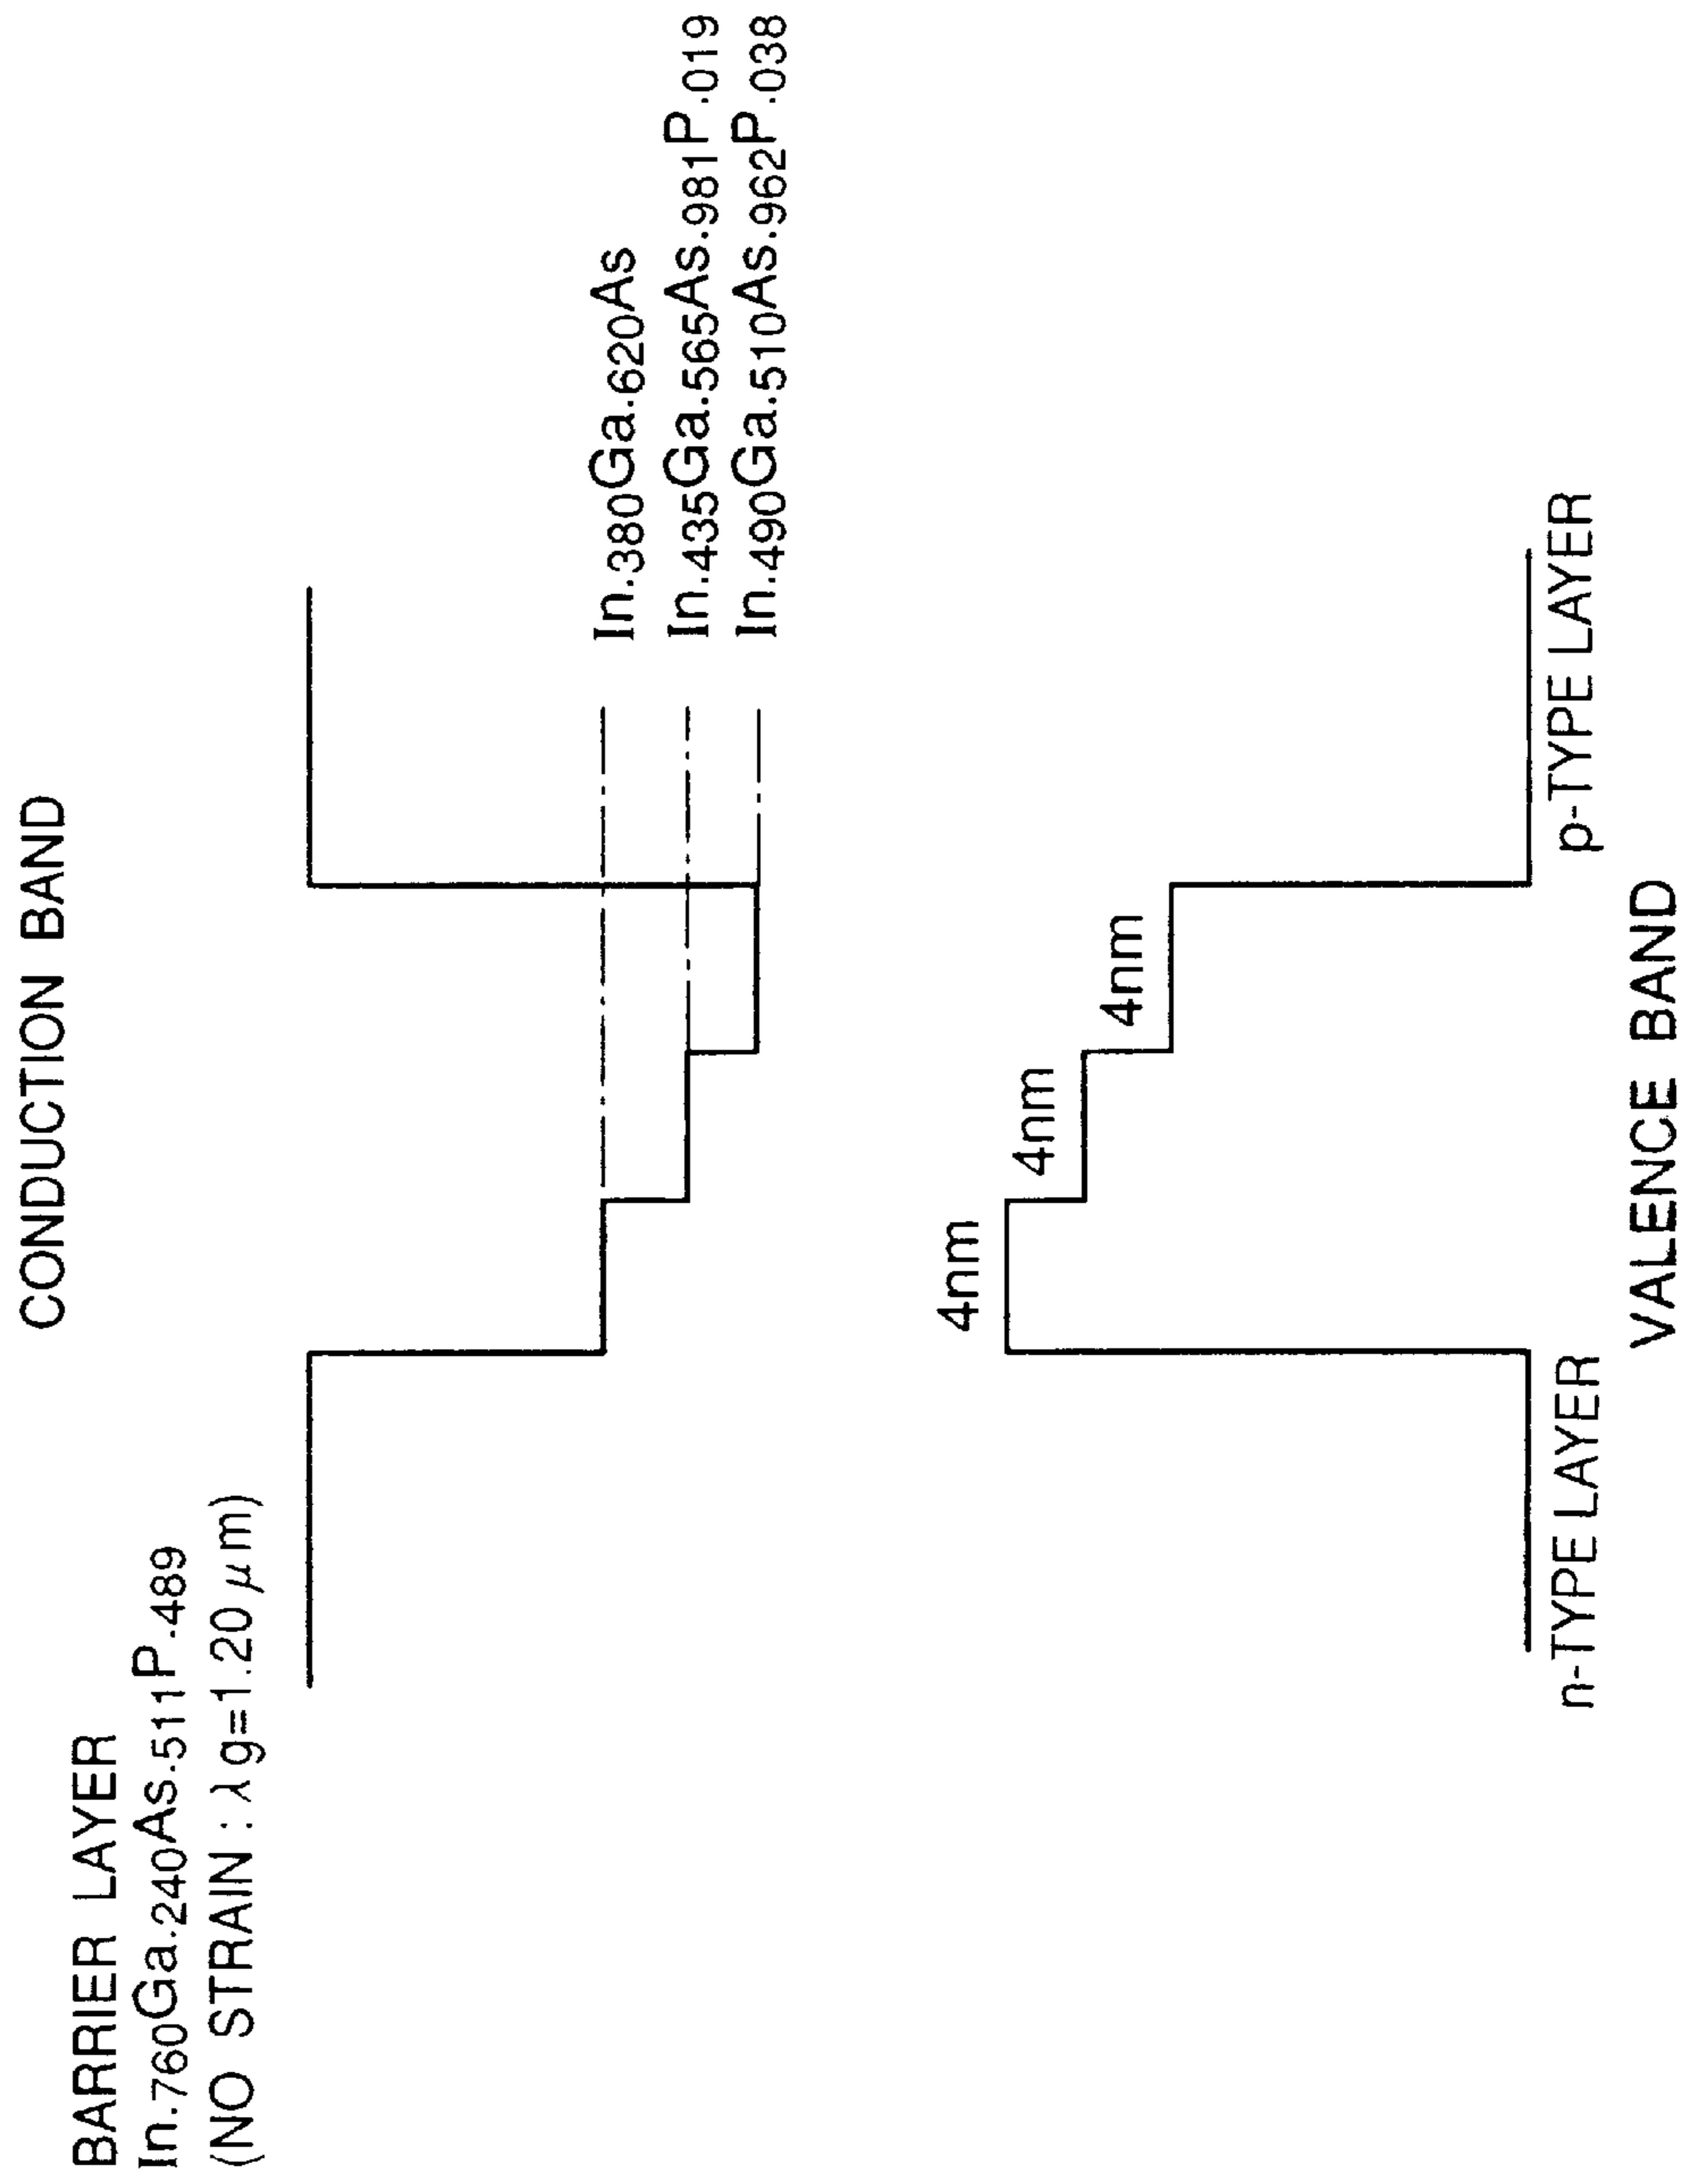 CONDUCTION BAND
BARRIER LAYER
In.760Ga.240As.511P.489
(NO STRAIN : λg=1.20 μm)
In.380Ga.620As
In.435Ga.565As.981P.019
In.490Ga.510As.962P.038
4nm
4nm
4nm
n-TYPE LAYER
p-TYPE LAYER
VALENCE BAND